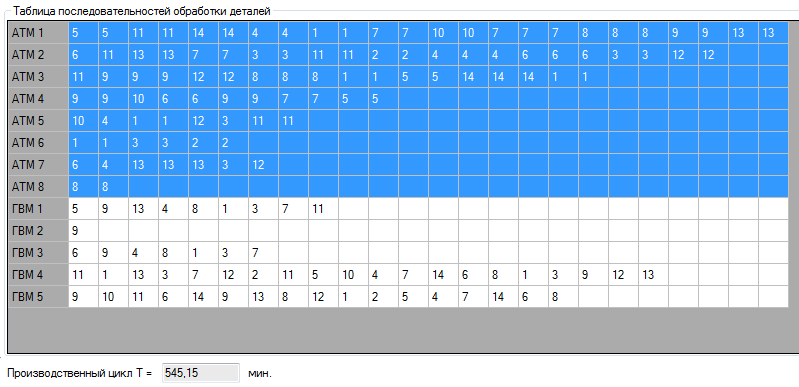 Таблица последовательностей обработки деталей
АТМ 1 5 5 11 11 14 14 4 4 1 1 7 7 10 10 7 7 7 8 8 8 9 9 13 13
АТМ 2 6 11 13 13 7 7 3 3 11 11 2 2 4 4 4 6 6 6 3 3 12 12
АТМ 3 11 9 9 9 12 12 8 8 8 1 1 5 5 14 14 14 1 1
АТМ 4 9 9 10 6 6 9 9 7 7 5 5
АТМ 5 10 4 1 1 12 3 11 11
АТМ 6 1 1 3 3 2 2
АТМ 7 6 4 13 13 13 3 12
АТМ 8 8 8
ГВМ 1 5 9 13 4 8 1 3 7 11
ГВМ 2 9
ГВМ 3 6 9 4 8 1 3 7
ГВМ 4 11 1 13 3 7 12 2 11 5 10 4 7 14 6 8 1 3 9 12 13
ГВМ 5 9 10 11 6 14 9 13 8 12 1 2 5 4 7 14 6 8
Производственный цикл T = 545,15 мин.